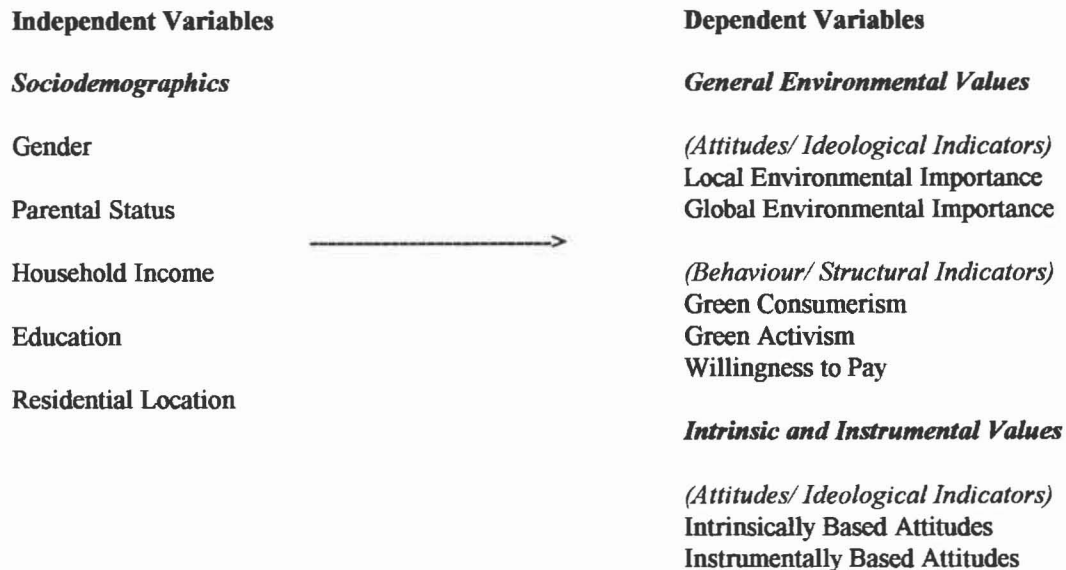 Independent Variables
Sociodemographics
Gender
Parental Status
Household Income
Education
Residential Location
Dependent Variables
General Environmental Values
(Attitudes/ Ideological Indicators)
Local Environmental Importance
Global Environmental Importance
(Behaviour/ Structural Indicators)
Green Consumerism
Green Activism
Willingness to Pay
Intrinsic and Instrumental Values
(Attitudes/ Ideological Indicators)
Intrinsically Based Attitudes
Instrumentally Based Attitudes